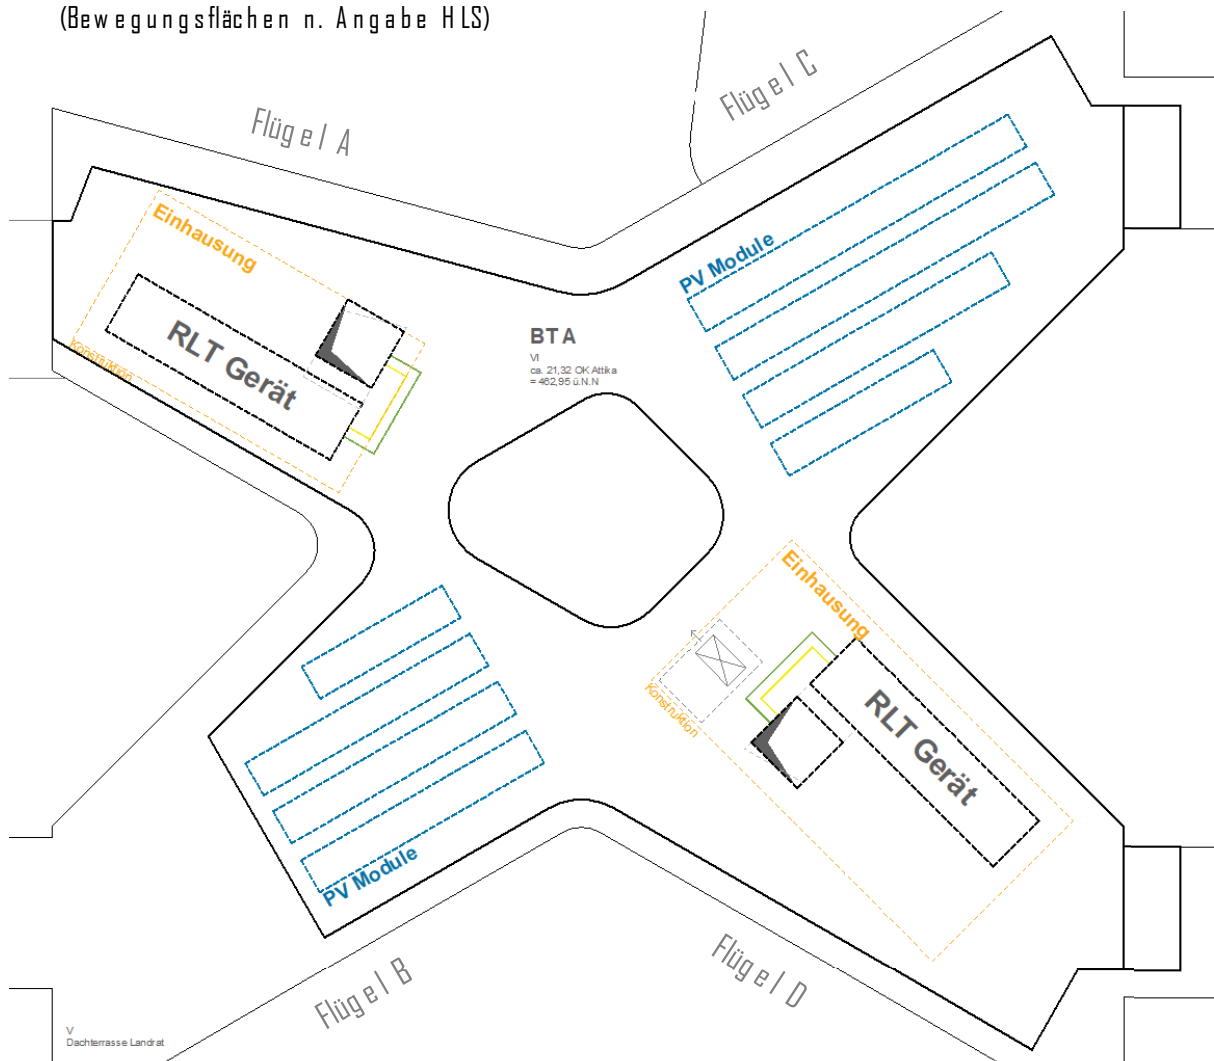 (Bewegungsflächen n. Angabe HLS)
Flügel C
Flügel A
Einhausung
PV Module
BTA
VI
ca. 21,32 OK Attika
= 462,95 ü.N.N
Konstruktion
RLT Gerät
Einhausung
Konstruktion
RLT Gerät
PV Module
Flügel B
Flügel D
V
Dachterrasse Landrat